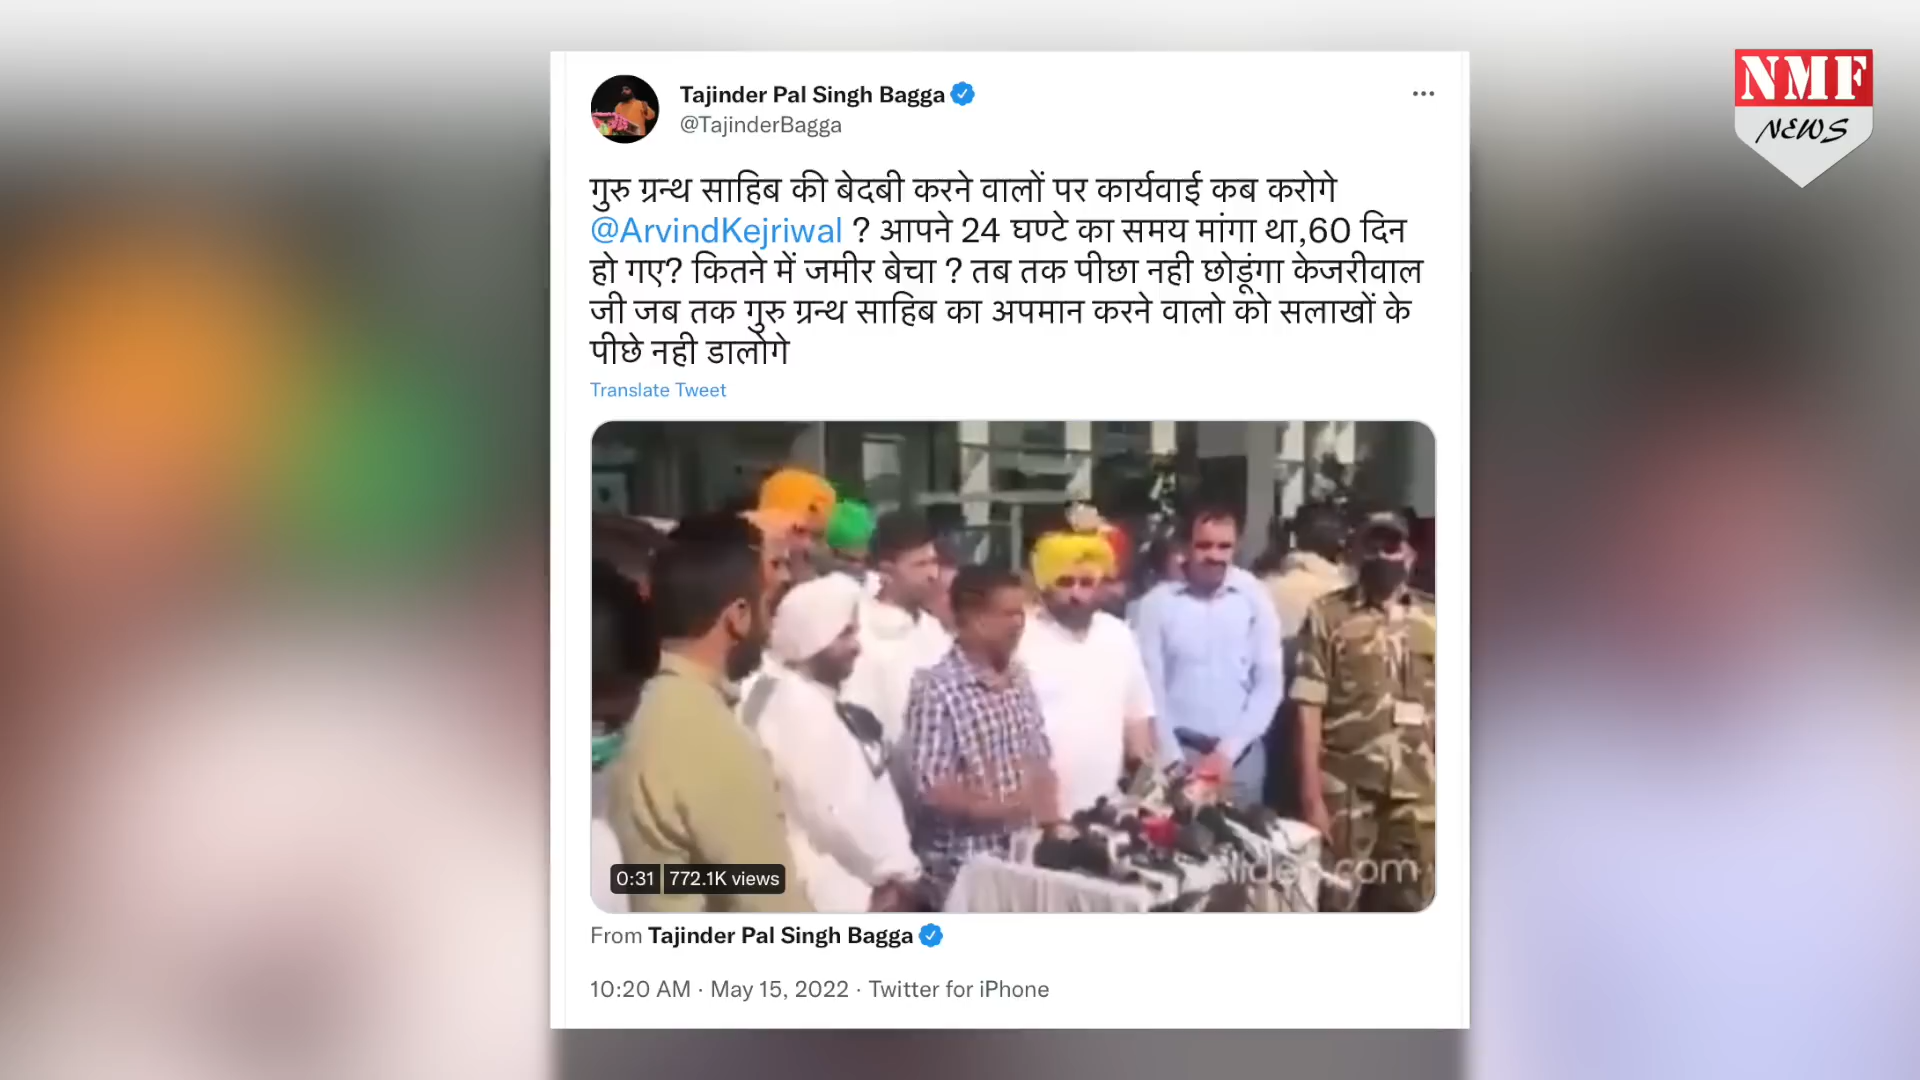 Tajinder Pal Singh Bagga
@TajinderBagga
NMF
NEWS
गुरु ग्रन्थ साहिब की बेदबी करने वालों पर कार्यवाई कब करोगे
@ArvindKejriwal ? आपने 24 घण्टे का समय मांगा था,60 दिन
हो गए? कितने में जमीर बेचा ? तब तक पीछा नही छोडूंगा केजरीवाल
जी जब तक गुरु ग्रन्थ साहिब का अपमान करने वालो को सलाखों के
पीछे नही डालोगे
Translate Tweet
0:31 772.1K views
From Tajinder Pal Singh Bagga
10:20 AM · May 15, 2022 · Twitter for iPhone